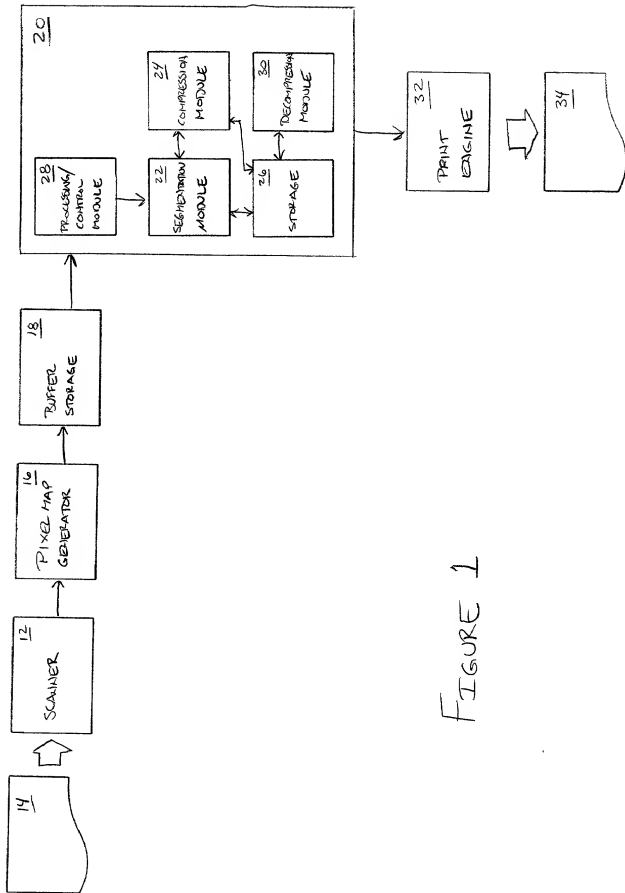 14
12
SCANNER
16
PIXEL MAP
GENERATOR
18
BUFFER
STORAGE
20
28
PROCESSING/
CONTROL
MODULE
22
SEGMENTATION
MODULE
24
COMPRESSION
MODULE
26
STORAGE
30
DECOMPRESSION
MODULE
32
PRINT
ENGINE
34
FIGURE 1